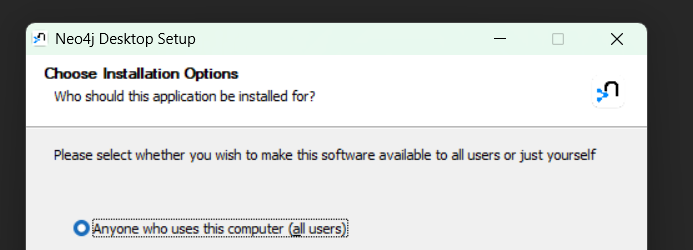 Neo4j Desktop Setup
Choose Installation Options
Who should this application be installed for?
Please select whether you wish to make this software available to all users or just yourself
Anyone who uses this computer (all users)